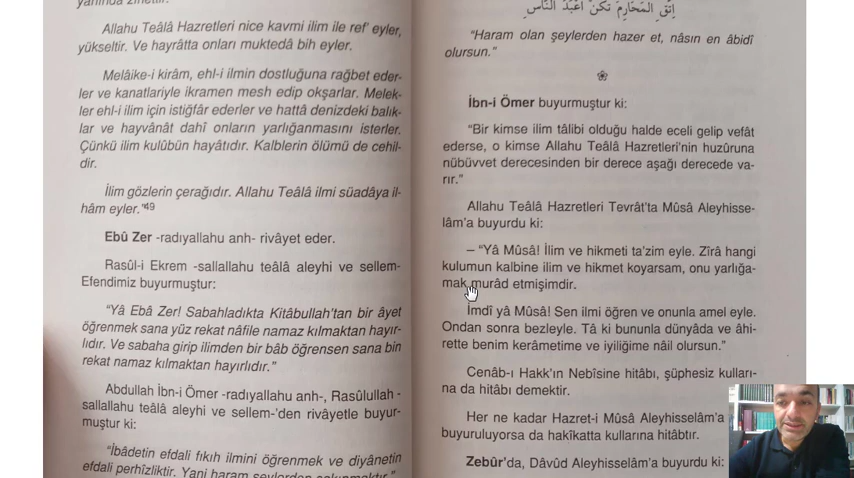 Allahu Teâlâ Hazretleri nice kavmi ilim ile ref' eyler,
yükseltir. Ve hayrâtta onları muktedâ bih eyler.
Melâike-i kirâm, ehl-i ilmin dostluğuna rağbet eder-
ler ve kanatlariyle ikramen mesh edip okşarlar. Melek-
ler ehl-i ilim için istiğfâr ederler ve hattâ denizdeki balık-
lar ve hayvânât dahî onların yarlığanmasını isterler.
Çünkü ilim kulûbün hayâtıdır. Kalblerin ölümü de cehil-
dir.
İlim gözlerin çerağıdır. Allahu Teâlâ ilmi süadâya il-
hâm eyler."49
Ebû Zer -radıyallahu anh- rivâyet eder.
Rasûl-i Ekrem -sallallahu teâlâ aleyhi ve sellem-
Efendimiz buyurmuştur:
"Yâ Ebâ Zer! Sabahladıkta Kitâbullah'tan bir âyet
öğrenmek sana yüz rekat nâfile namaz kılmaktan hayır-
lıdır. Ve sabaha girip ilimden bir bâb öğrensen sana bin
rekat namaz kılmaktan hayırlıdır."
Abdullah İbn-i Ömer -radıyallahu anh-, Rasûlullah -
sallallahu teâlâ aleyhi ve sellem-'den rivâyetle buyur-
muştur ki:
"İbâdetin efdali fıkıh ilmini öğrenmek ve diyânetin
efdali perhîzliktir. Yani haram şeylerden sakınmaktır."
اِتَّقِ الْمَحَارِمَ تَكُنْ اَعْبَدَ النَّاسِ
"Haram olan şeylerden hazer et, nâsın en âbidi
olursun."
İbn-i Ömer buyurmuştur ki:
"Bir kimse ilim tâlibi olduğu halde eceli gelip vefât
ederse, o kimse Allahu Teâlâ Hazretleri'nin huzûruna
nübüvvet derecesinden bir derece aşağı derecede va-
rır."
Allahu Teâlâ Hazretleri Tevrât'ta Mûsâ Aleyhisse-
lâm'a buyurdu ki:
– "Yâ Mûsâ! İlim ve hikmeti ta'zim eyle. Zîrâ hangi
kulumun kalbine ilim ve hikmet koyarsam, onu yarlığa-
mak murâd etmişimdir.
İmdî yâ Mûsâ! Sen ilmi öğren ve onunla amel eyle.
Ondan sonra bezleyle. Tâ ki bununla dünyâda ve âhi-
rette benim kerâmetime ve iyiliğime nâil olursun."
Cenâb-ı Hakk'ın Nebîsine hitâbı, şüphesiz kulları-
na da hitâbı demektir.
Her ne kadar Hazret-i Mûsâ Aleyhisselâm'a
buyuruluyorsa da hakîkatta kullarına hitâbtır.
Zebûr'da, Dâvûd Aleyhisselâm'a buyurdu ki: